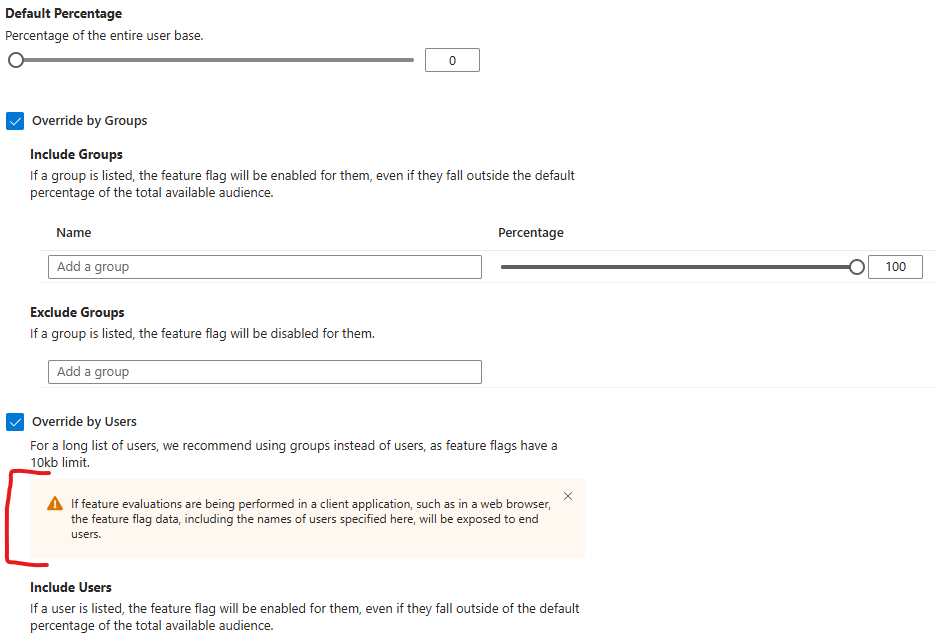 Default Percentage
Percentage of the entire user base.
0
Override by Groups
Include Groups
If a group is listed, the feature flag will be enabled for them, even if they fall outside the default
percentage of the total available audience.
Name Percentage
Add a group 100
Exclude Groups
If a group is listed, the feature flag will be disabled for them.
Add a group
Override by Users
For a long list of users, we recommend using groups instead of users, as feature flags have a
10kb limit.
If feature evaluations are being performed in a client application, such as in a web browser,
the feature flag data, including the names of users specified here, will be exposed to end
users.
Include Users
If a user is listed, the feature flag will be enabled for them, even if they fall outside of the default
percentage of the total available audience.